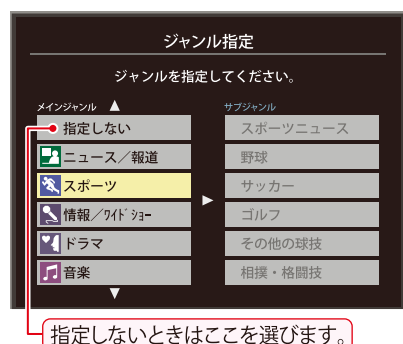 ジャンル指定
ジャンルを指定してください。
メインジャンル
サブジャンル
指定しない
スポーツニュース
ニュース／報道
野球
スポーツ
サッカー
情報／ﾜｲﾄﾞｼｮｰ
ゴルフ
ドラマ
その他の球技
音楽
相撲・格闘技
指定しないときはここを選びます。